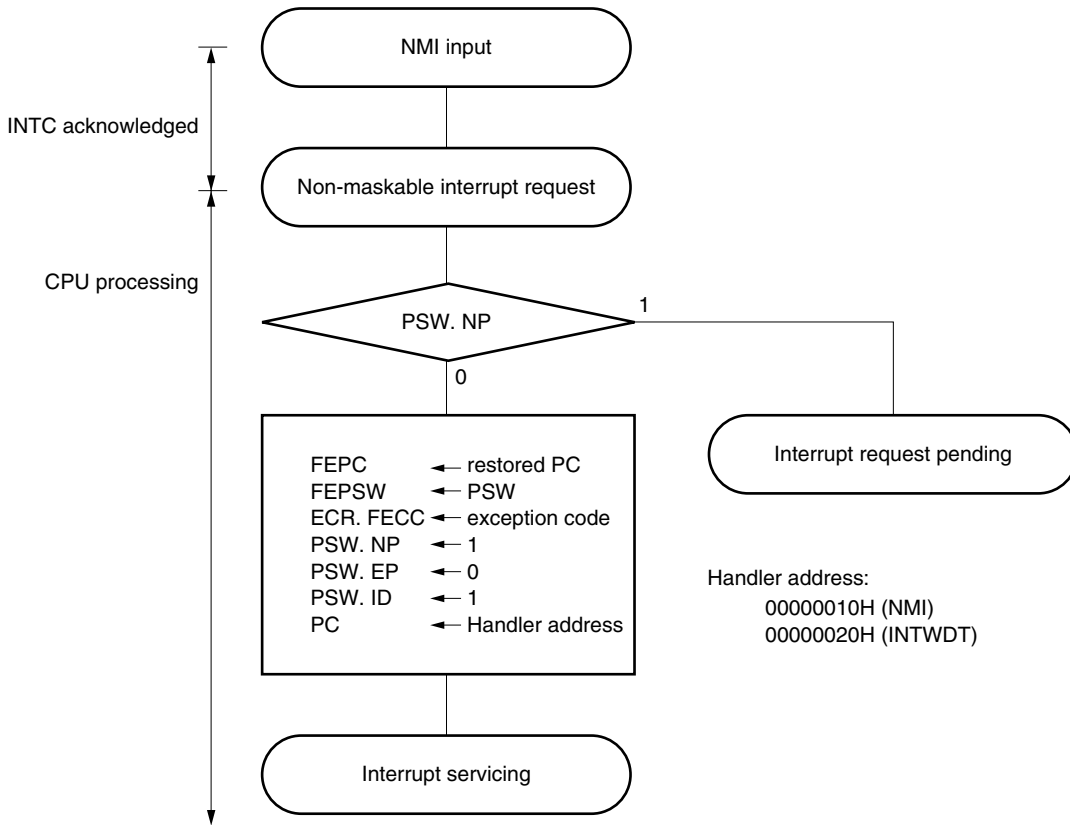 NMI input
INTC acknowledged
Non-maskable interrupt request
CPU processing
PSW. NP
1
0
FEPC ← restored PC
FEPSW ← PSW
ECR. FECC ← exception code
PSW. NP ← 1
PSW. EP ← 0
PSW. ID ← 1
PC ← Handler address
Interrupt request pending
Handler address:
00000010H (NMI)
00000020H (INTWDT)
Interrupt servicing